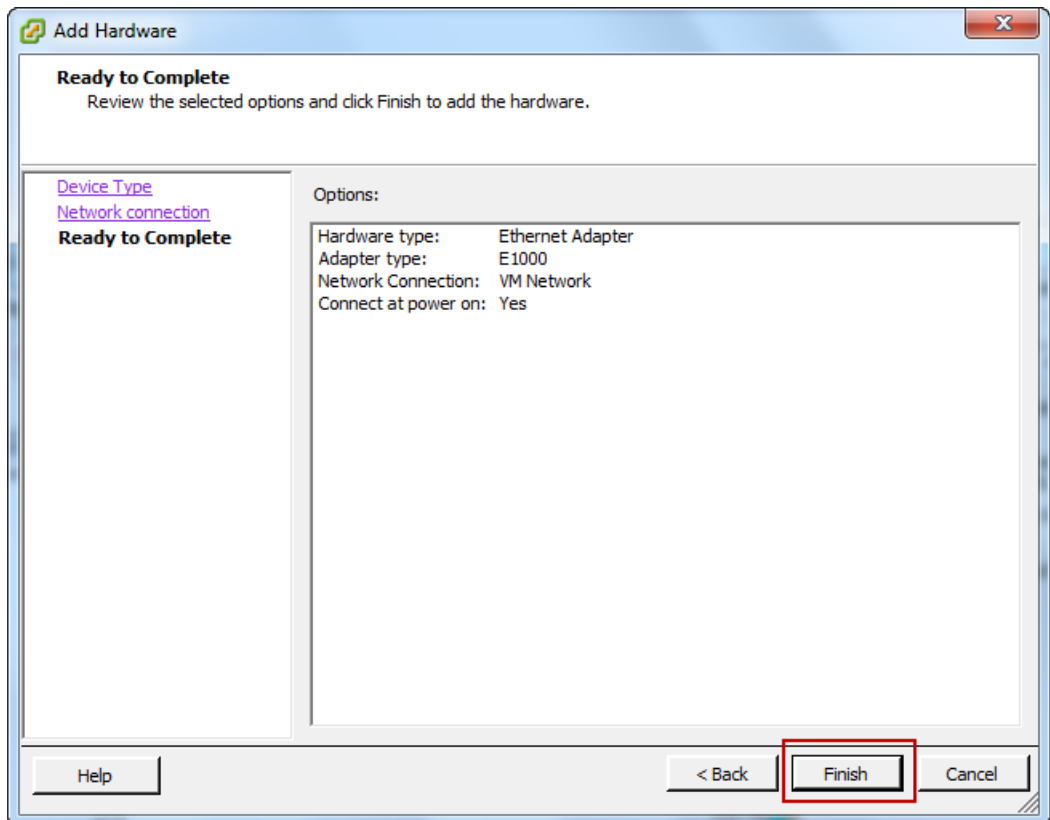 Add Hardware
Ready to Complete
Review the selected options and click Finish to add the hardware.
Device Type
Network connection
Ready to Complete
Options:
Hardware type: Ethernet Adapter
Adapter type: E1000
Network Connection: VM Network
Connect at power on: Yes
Help
< Back
Finish
Cancel